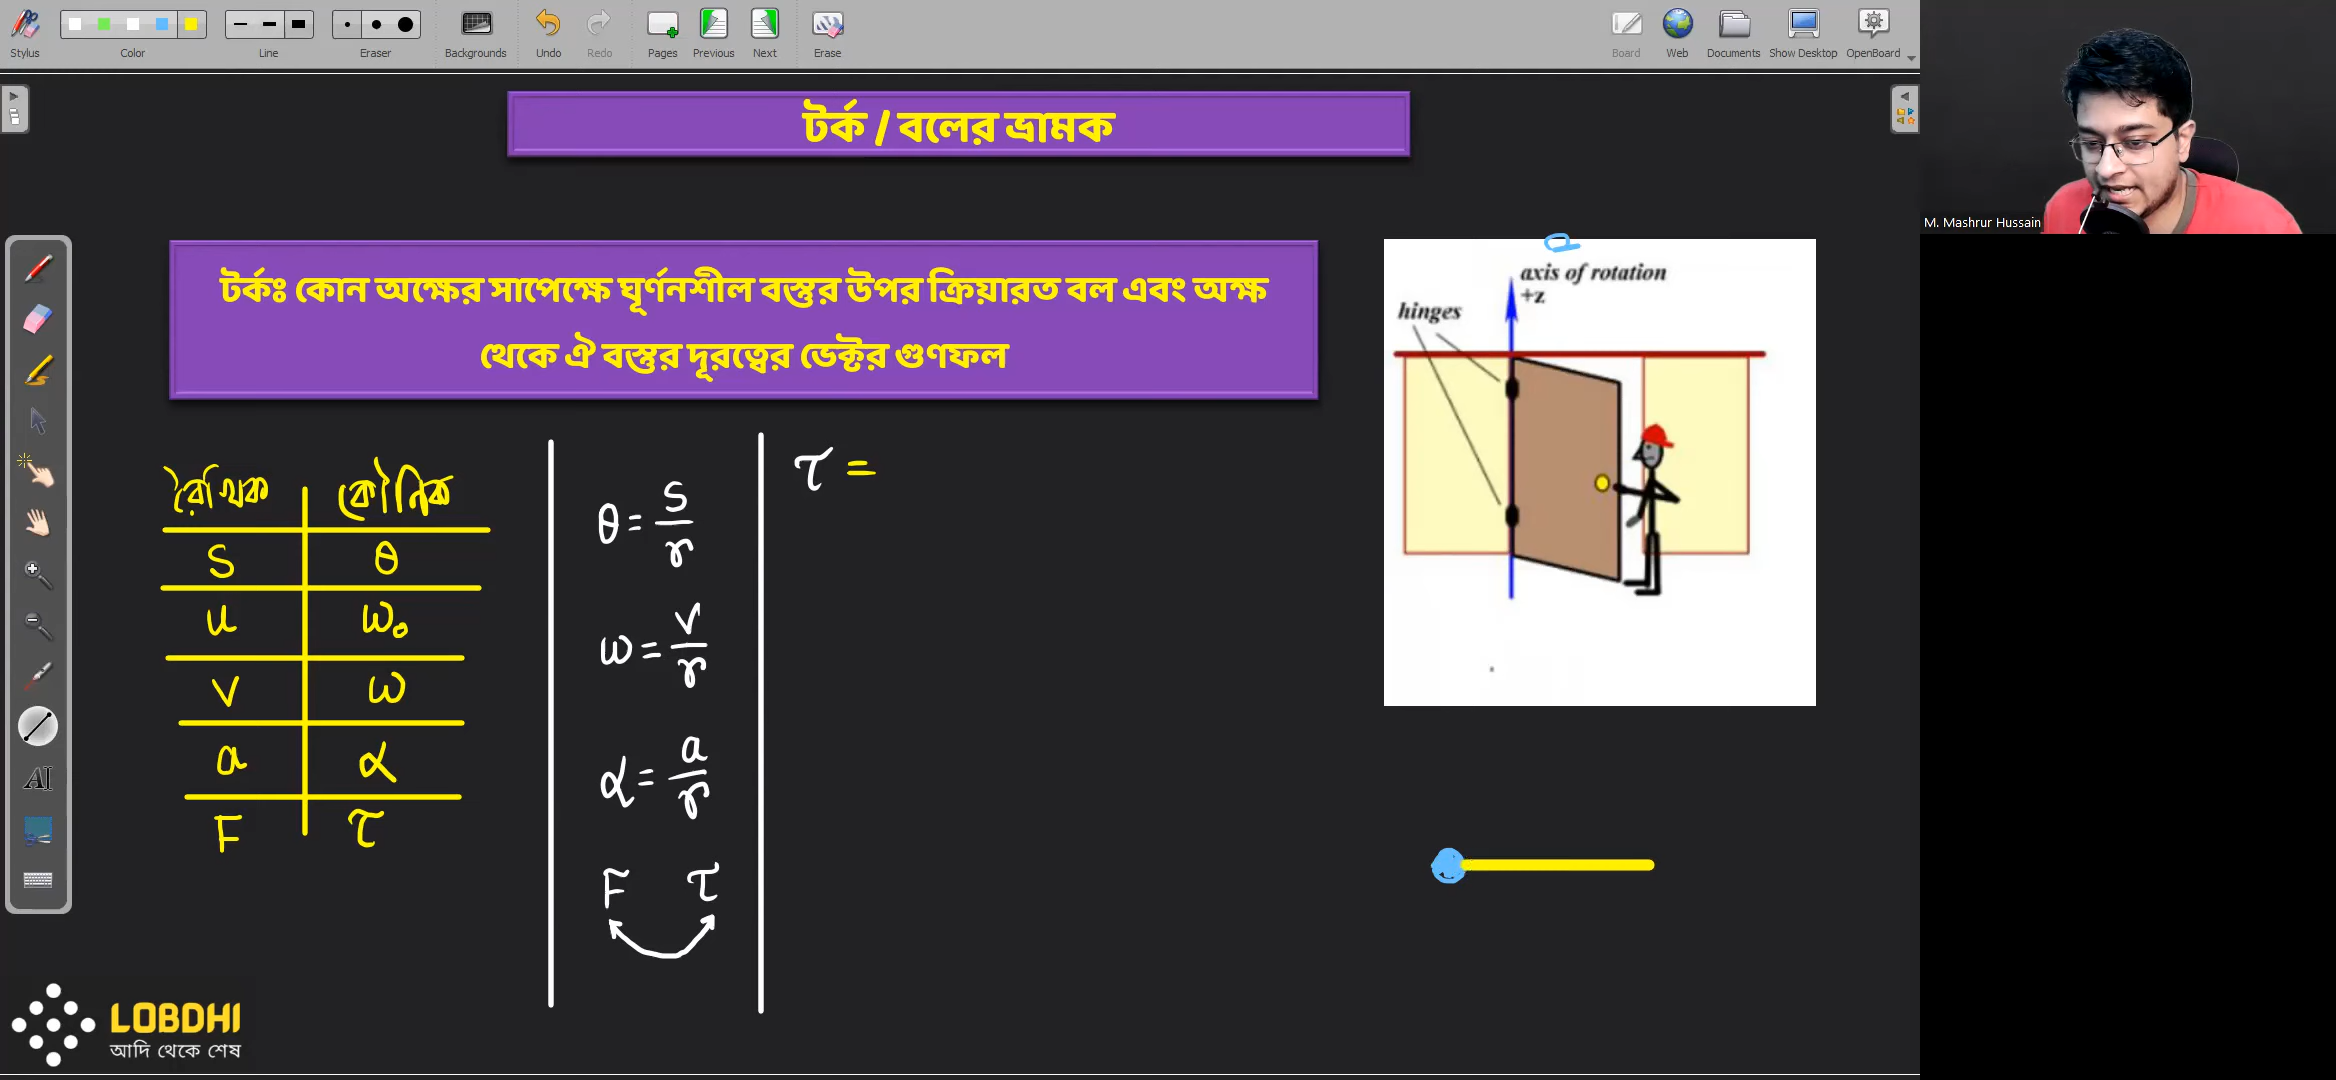 Stylus
Color
Line
Eraser
Backgrounds
Undo
Redo
Pages
Previous
Next
Erase
Board
Web
Documents
Show Desktop
OpenBoard
M. Mashrur Hussain
টর্ক / বলের ভ্রামক
টর্কঃ কোন অক্ষের সাপেক্ষে ঘূর্ণনশীল বস্তুর উপর ক্রিয়ারত বল এবং অক্ষ
থেকে ঐ বস্তুর দূরত্বের ভেক্টর গুণফল
axis of rotation
+z
hinges
রৈখিক কৌনিক
S θ
u ω₀
v ω
a α
F τ
θ = S/r
ω = v/r
α = a/r
F τ
τ =
AI
LOBDHI
আদি থেকে শেষ